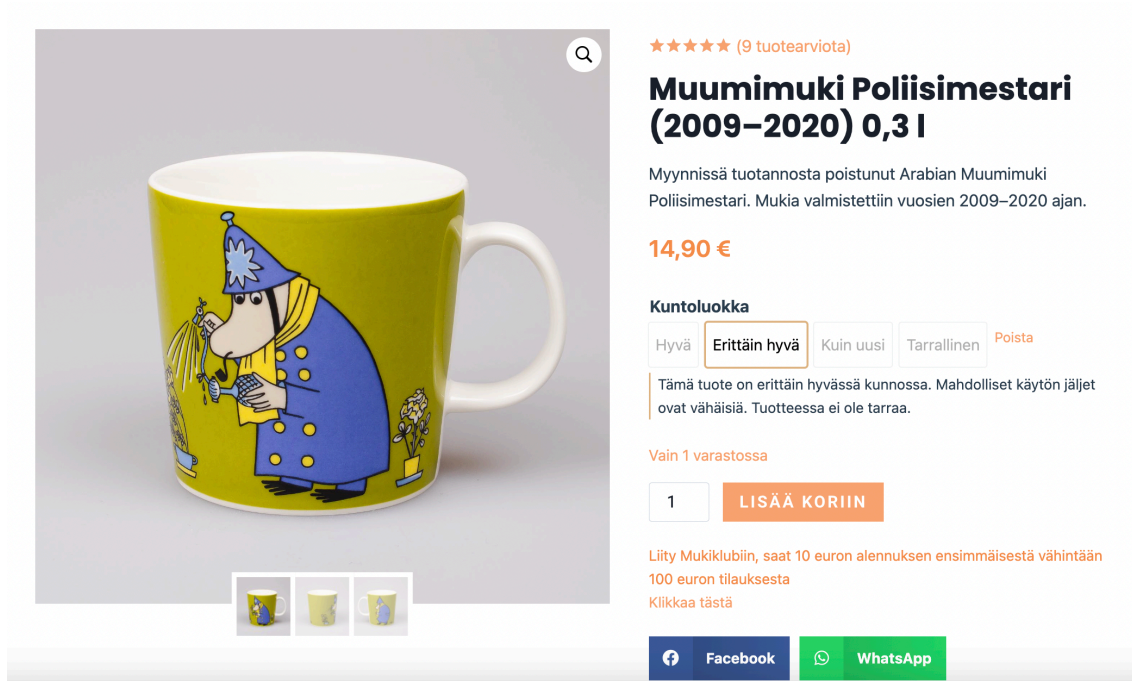 (9 tuotearviota)
Muumimuki Poliisimestari
(2009–2020) 0,3 l
Myynnissä tuotannosta poistunut Arabian Muumimuki
Poliisimestari. Mukia valmistettiin vuosien 2009–2020 ajan.
14,90 €
Kuntoluokka
Hyvä Erittäin hyvä Kuin uusi Tarrallinen Poista
Tämä tuote on erittäin hyvässä kunnossa. Mahdolliset käytön jäljet
ovat vähäisiä. Tuotteessa ei ole tarraa.
Vain 1 varastossa
1 LISÄÄ KORIIN
Liity Mukiklubiin, saat 10 euron alennuksen ensimmäisestä vähintään
100 euron tilauksesta
Klikkaa tästä
Facebook WhatsApp